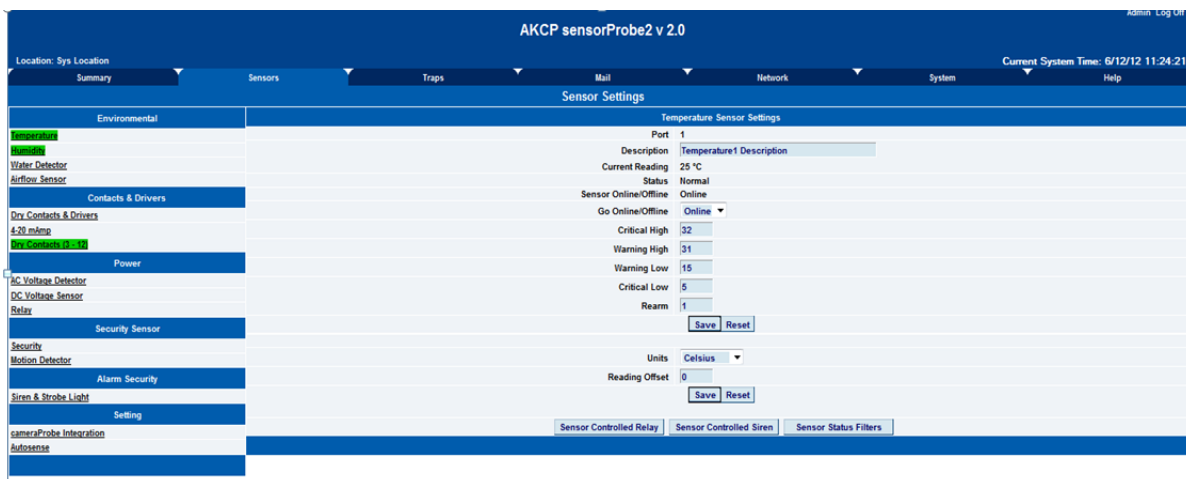 Admin Log Off
AKCP sensorProbe2 v 2.0
Location: Sys Location
Current System Time: 6/12/12 11:24:21
Summary Sensors Traps Mail Network System Help
Sensor Settings
Environmental
Temperature
Humidity
Water Detector
Airflow Sensor
Contacts & Drivers
Dry Contacts & Drivers
4-20 mAmp
Dry Contacts (3 - 12)
Power
AC Voltage Detector
DC Voltage Sensor
Relay
Security Sensor
Security
Motion Detector
Alarm Security
Siren & Strobe Light
Setting
cameraProbe Integration
Autosense
Temperature Sensor Settings
Port 1
Description Temperature1 Description
Current Reading 25 °C
Status Normal
Sensor Online/Offline Online
Go Online/Offline Online
Critical High 32
Warning High 31
Warning Low 15
Critical Low 5
Rearm 1
Save Reset
Units Celsius
Reading Offset 0
Save Reset
Sensor Controlled Relay Sensor Controlled Siren Sensor Status Filters